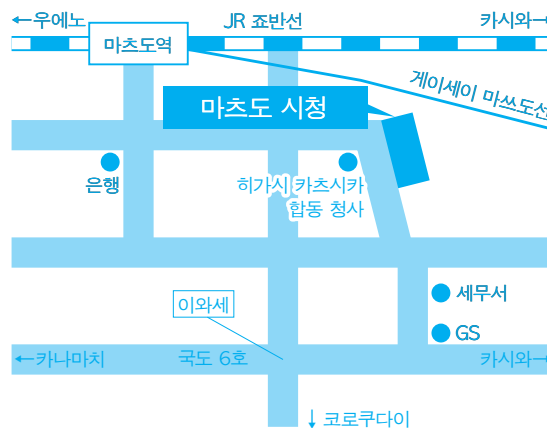 ←우에노
JR 죠반선
카시와→
마츠도역
게이세이 마쓰도선
마츠도 시청
은행
히가시 카츠시카
합동 청사
세무서
이와세
GS
←카나마치
국도 6호
카시와→
↓ 코로쿠다이